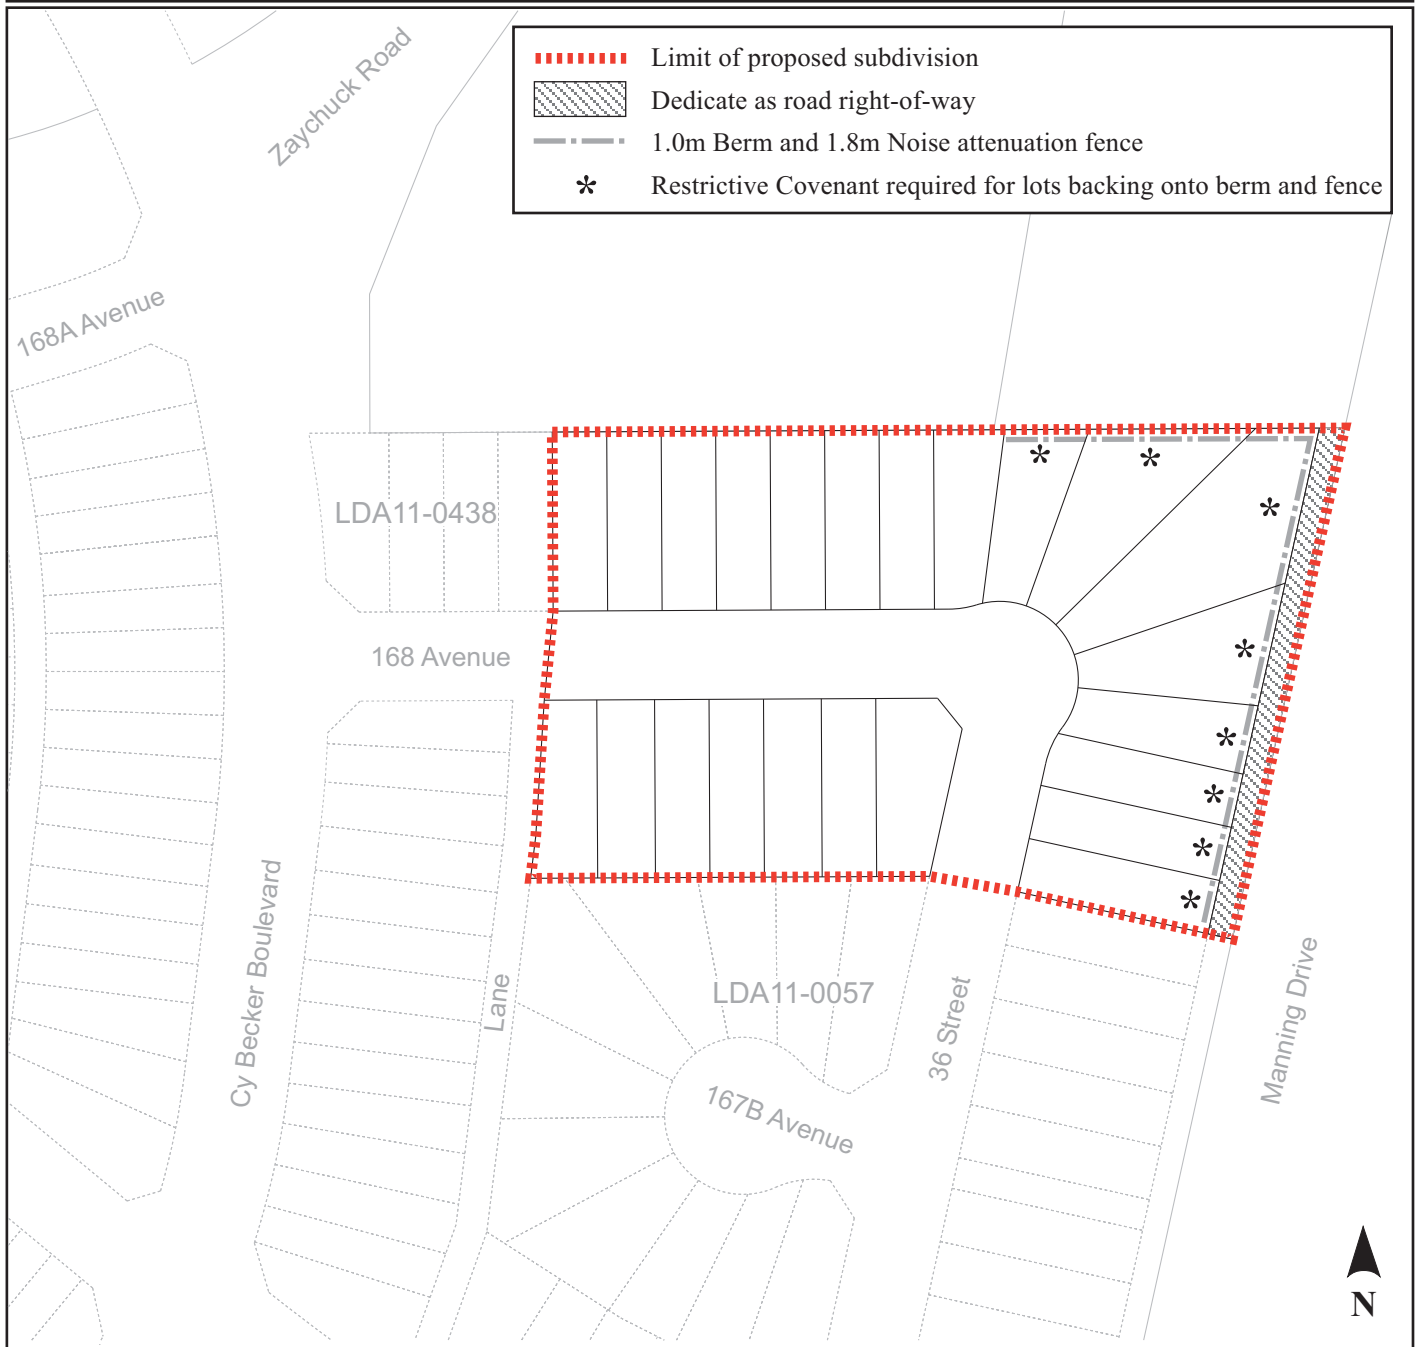 Limit of proposed subdivision
Dedicate as road right-of-way
1.0m Berm and 1.8m Noise attenuation fence
* Restrictive Covenant required for lots backing onto berm and fence
Zaychuck Road
168A Avenue
LDA11-0438
168 Avenue
Cy Becker Boulevard
Lane
LDA11-0057
36 Street
167B Avenue
Manning Drive
N